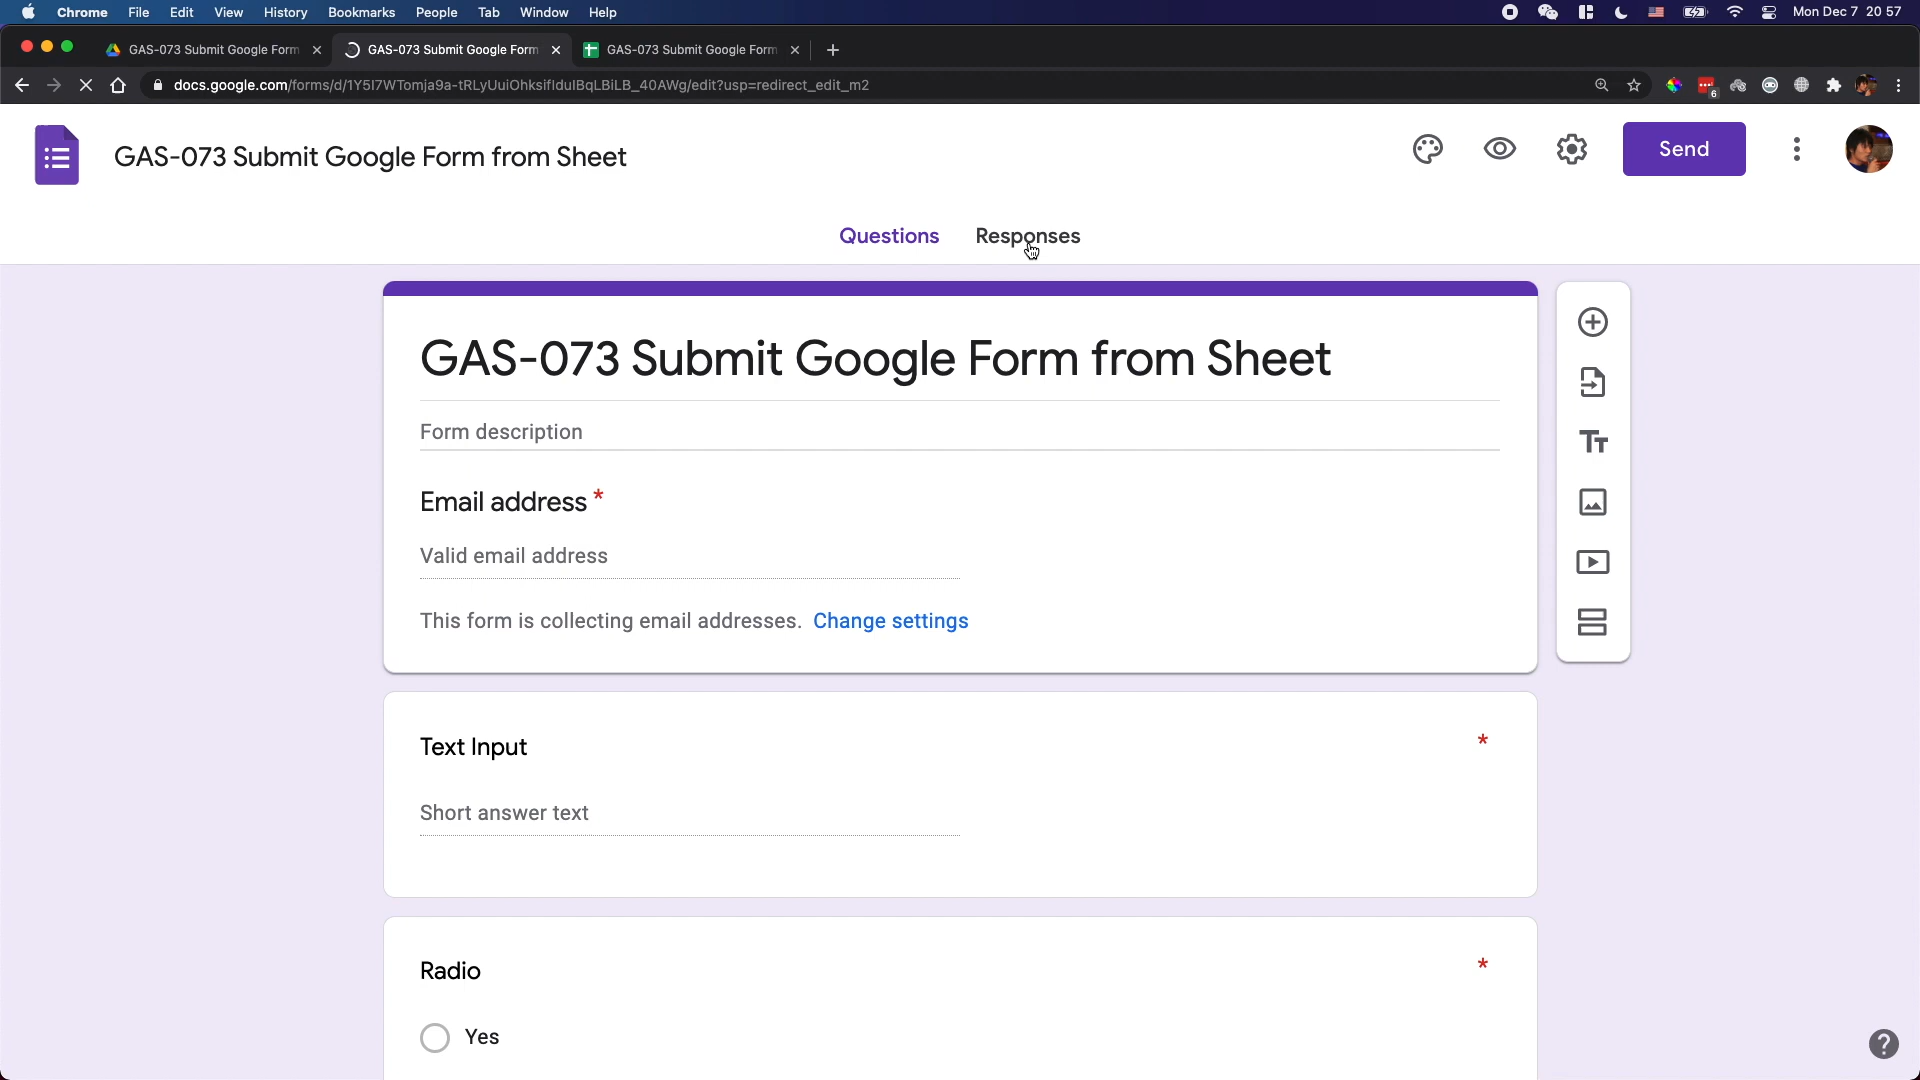 Chrome File Edit View History Bookmarks People Tab Window Help Mon Dec 7 20 57
GAS-073 Submit Google Form GAS-073 Submit Google Form GAS-073 Submit Google Form
docs.google.com/forms/d/1Y5I7WTomja9a-tRLyUuiOhksifIduIBqLBiLB_40AWg/edit?usp=redirect_edit_m2
6
GAS-073 Submit Google Form from Sheet
Send
Questions Responses
GAS-073 Submit Google Form from Sheet
Form description
Email address *
Valid email address
This form is collecting email addresses. Change settings
Text Input *
Short answer text
Radio *
Yes